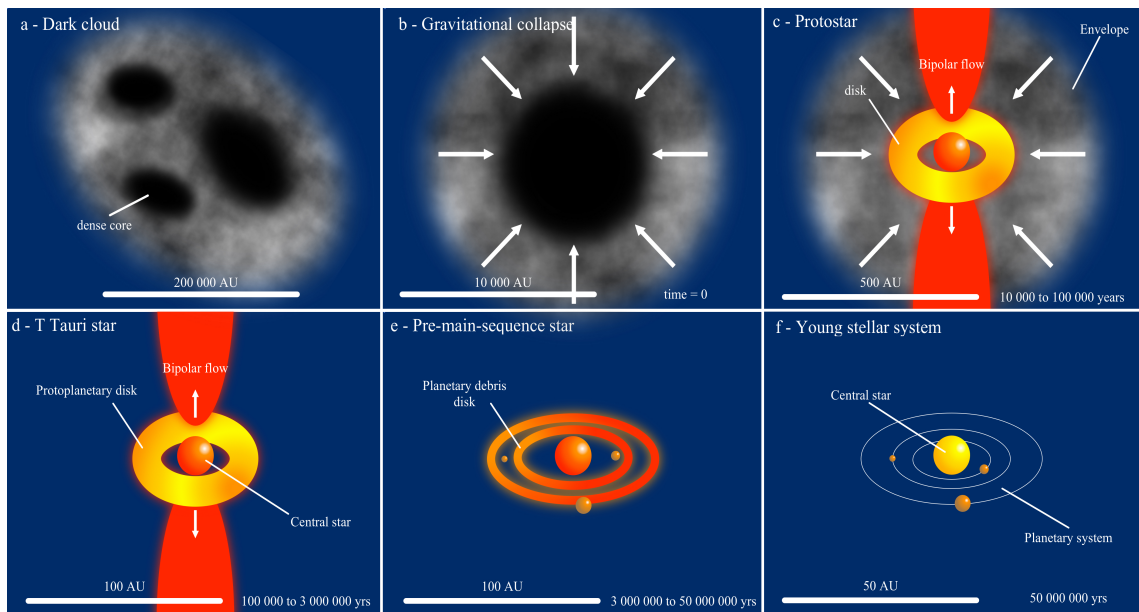 a - Dark cloud
dense core
200 000 AU
b - Gravitational collapse
10 000 AU
time = 0
c - Protostar
Envelope
Bipolar flow
disk
500 AU
10 000 to 100 000 years
d - T Tauri star
Bipolar flow
Protoplanetary disk
Central star
100 AU
100 000 to 3 000 000 yrs
e - Pre-main-sequence star
Planetary debris
disk
100 AU
3 000 000 to 50 000 000 yrs
f - Young stellar system
Central star
Planetary system
50 AU
50 000 000 yrs